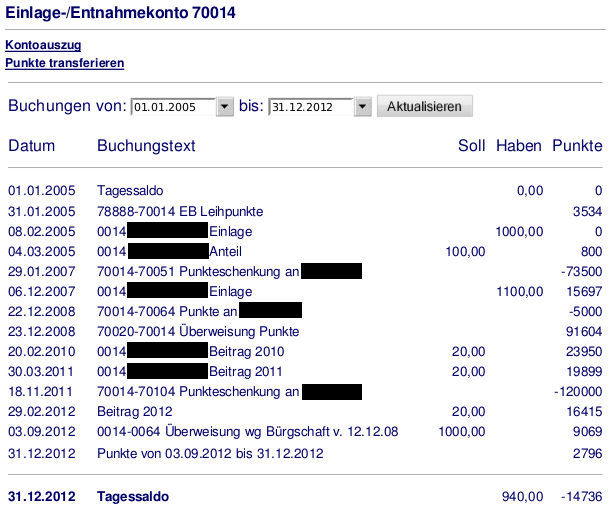 Einlage-/Entnahmekonto 70014
Kontoauszug
Punkte transferieren
Buchungen von: 01.01.2005 bis: 31.12.2012 Aktualisieren
Datum Buchungstext Soll Haben Punkte
01.01.2005 Tagessaldo 0,00 0
31.01.2005 78888-70014 EB Leihpunkte 3534
08.02.2005 0014 Einlage 1000,00 0
04.03.2005 0014 Anteil 100,00 800
29.01.2007 70014-70051 Punkteschenkung an -73500
06.12.2007 0014 Einlage 1100,00 15697
22.12.2008 70014-70064 Punkte an -5000
23.12.2008 70020-70014 Überweisung Punkte 91604
20.02.2010 0014 Beitrag 2010 20,00 23950
30.03.2011 0014 Beitrag 2011 20,00 19899
18.11.2011 70014-70104 Punkteschenkung an -120000
29.02.2012 Beitrag 2012 20,00 16415
03.09.2012 0014-0064 Überweisung wg Bürgschaft v. 12.12.08 1000,00 9069
31.12.2012 Punkte von 03.09.2012 bis 31.12.2012 2796
31.12.2012 Tagessaldo 940,00 -14736